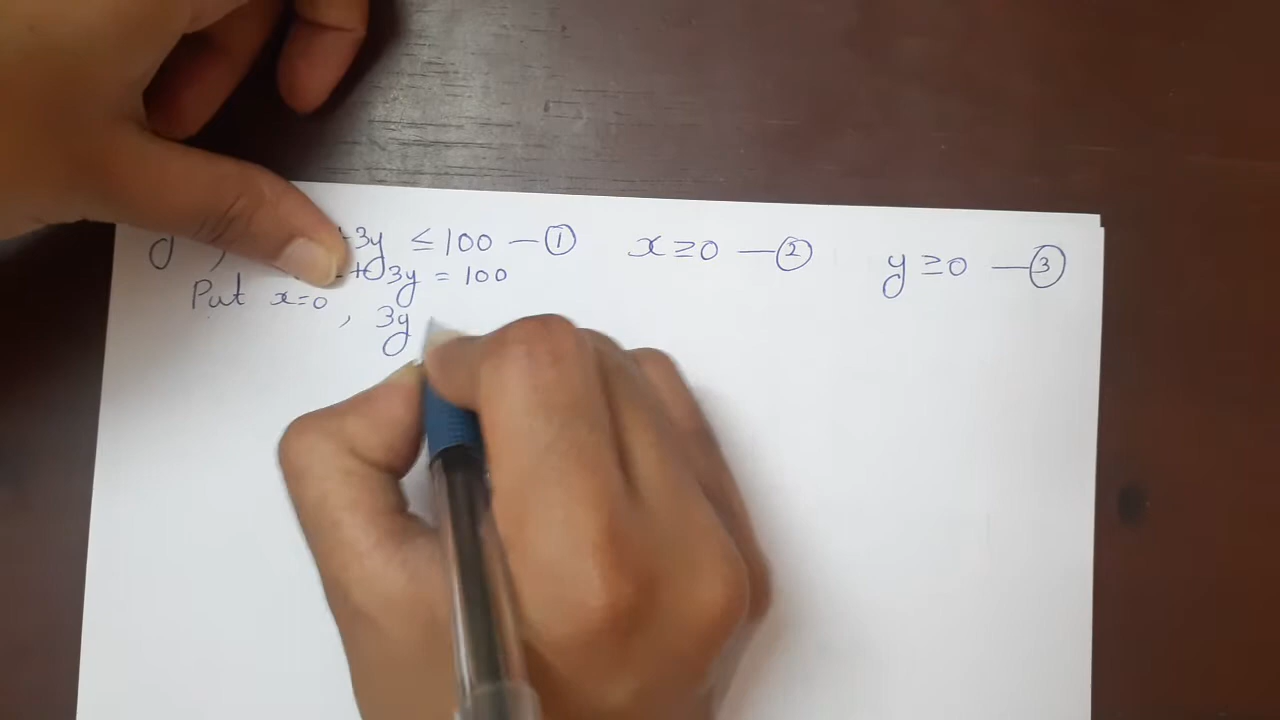 y, +3y ≤ 100 — ① x ≥ 0 — ② y ≥ 0 — ③
+ 3y = 100
Put x=0, 3y